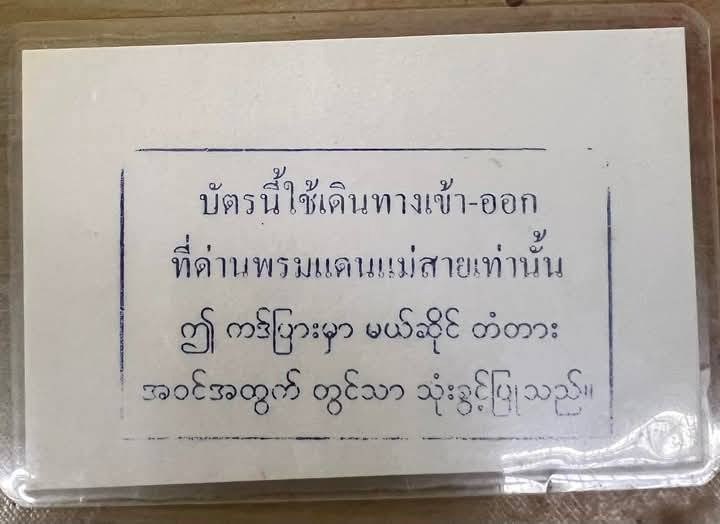 บัตรนี้ใช้เดินทางเข้า-ออก
ที่ด่านพรมแดนแม่สายเท่านั้น
ဤ ကဒ်ပြားမှာ မယ်ဆိုင် တံတား
အဝင်အထွက် တွင်သာ သုံးခွင့်ပြုသည်။